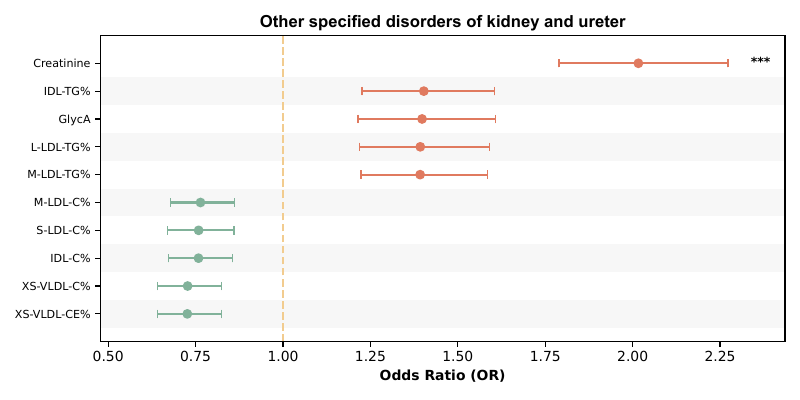 Other specified disorders of kidney and ureter
Creatinine
***
IDL-TG%
GlycA
L-LDL-TG%
M-LDL-TG%
M-LDL-C%
S-LDL-C%
IDL-C%
XS-VLDL-C%
XS-VLDL-CE%
0.50 0.75 1.00 1.25 1.50 1.75 2.00 2.25
Odds Ratio (OR)